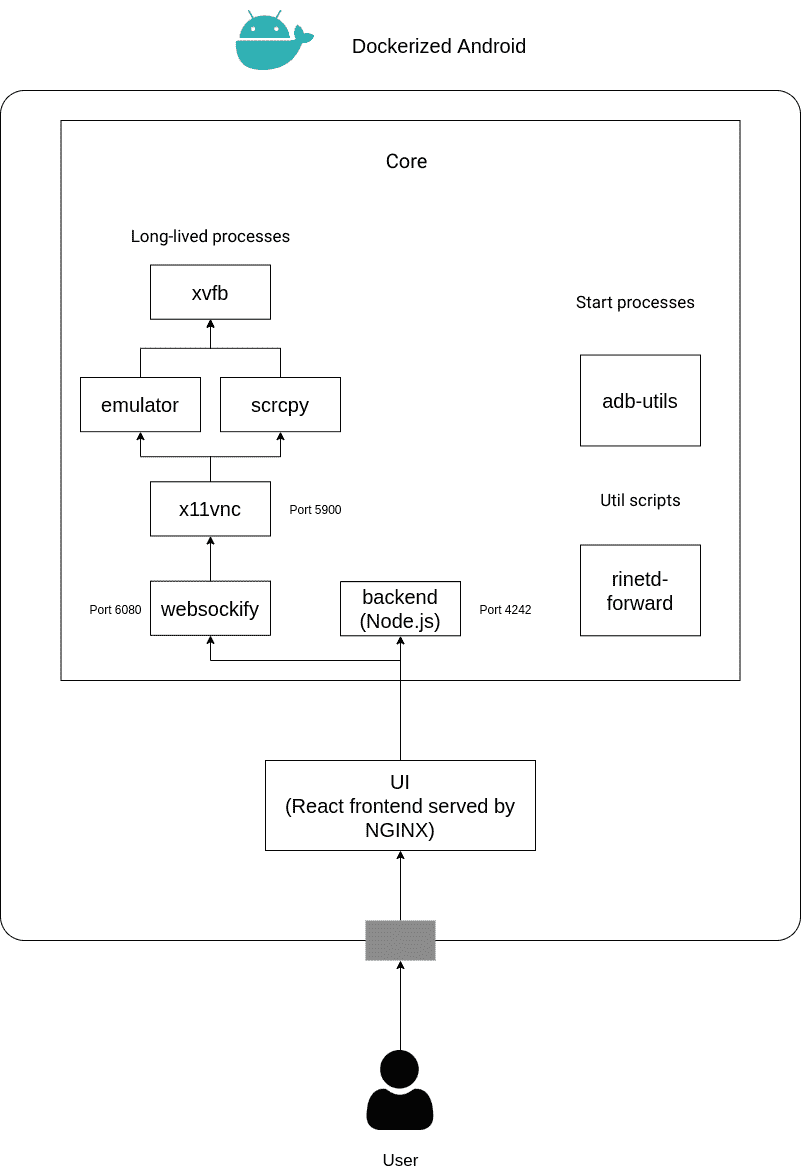 Dockerized Android
Core
Long-lived processes
xvfb
Start processes
emulator
scrcpy
adb-utils
x11vnc
Port 5900
Util scripts
Port 6080
websockify
backend
(Node.js)
Port 4242
rinetd-
forward
UI
(React frontend served by
NGINX)
User